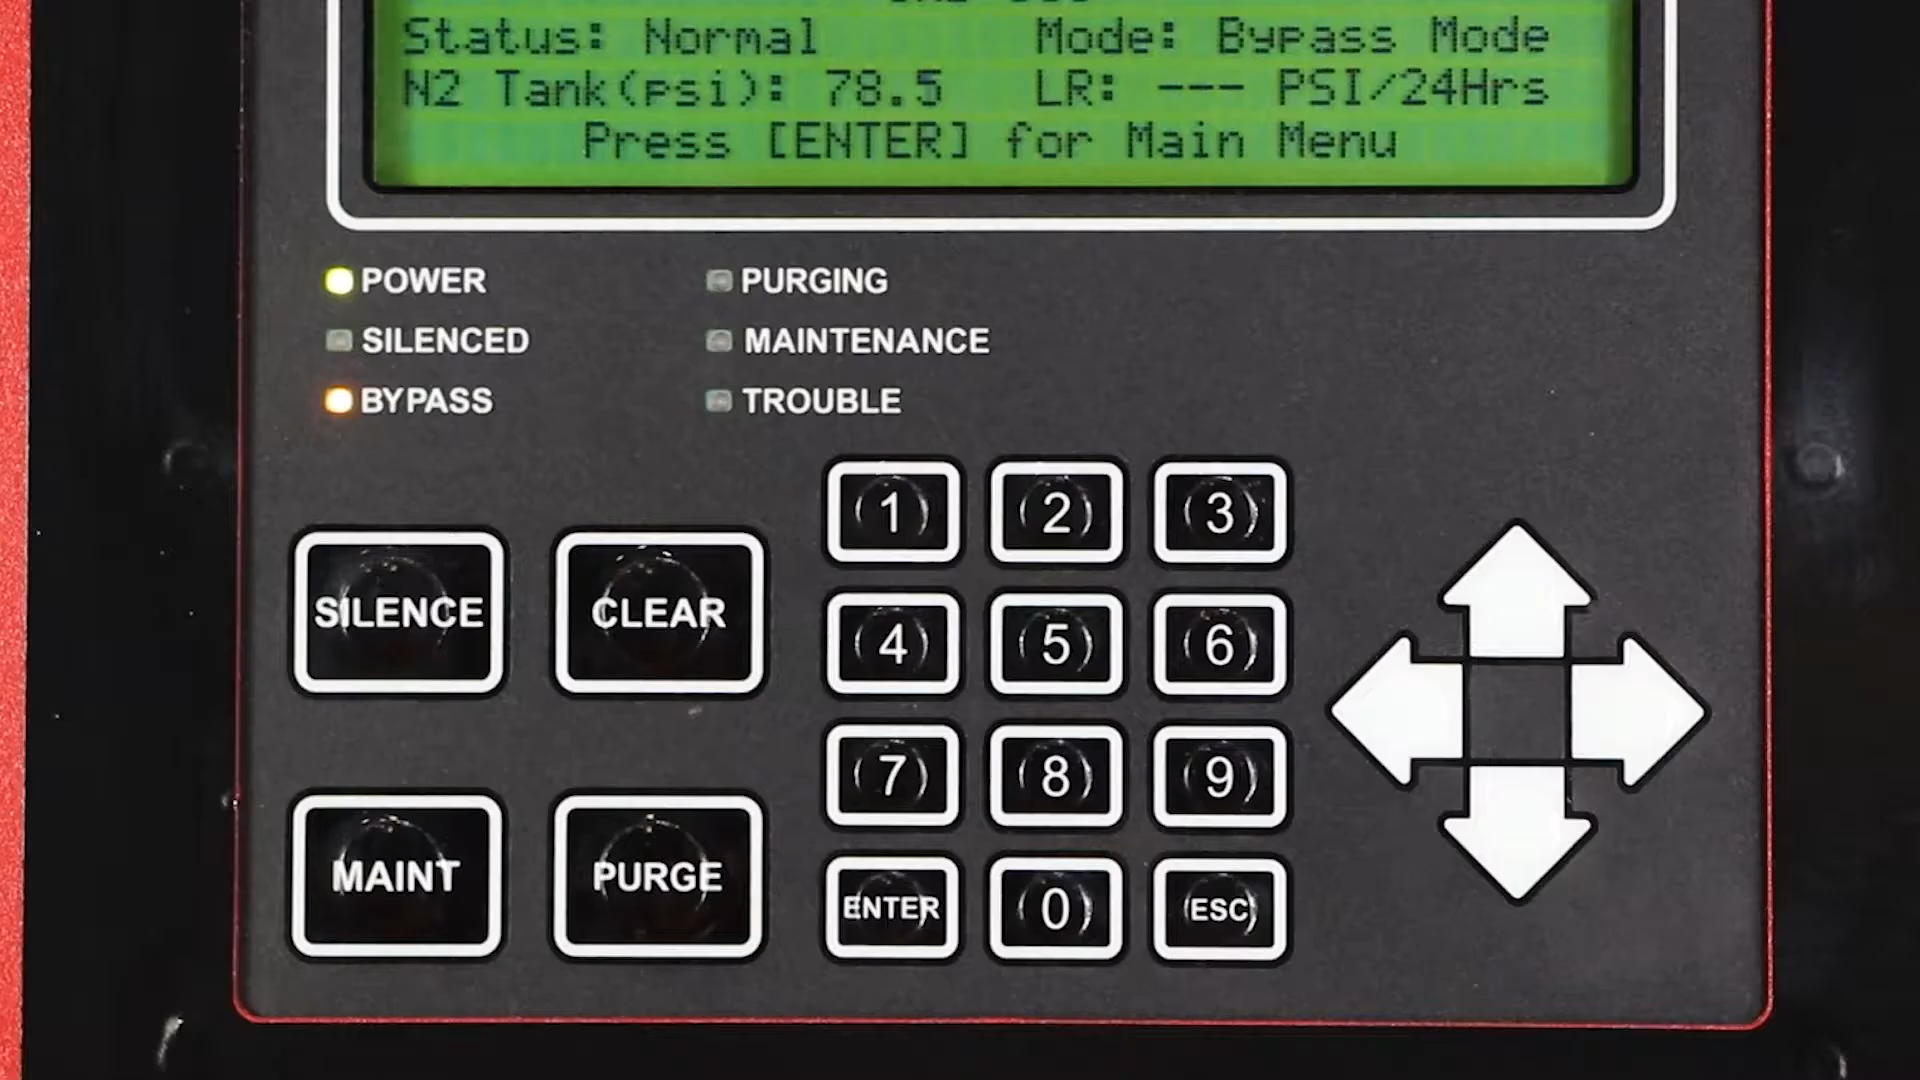 Status: Normal Mode: Bypass Mode
N2 Tank(psi): 78.5 LR: --- PSI/24Hrs
Press [ENTER] for Main Menu
POWER PURGING
SILENCED MAINTENANCE
BYPASS TROUBLE
1 2 3
SILENCE CLEAR 4 5 6
7 8 9
MAINT PURGE ENTER 0 ESC